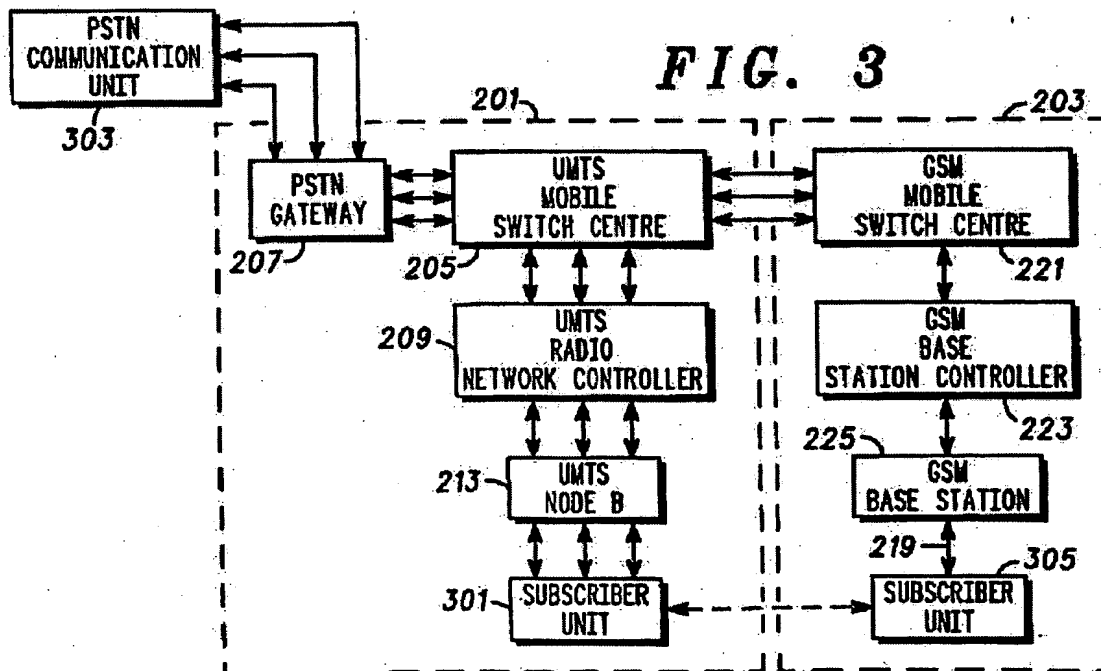 PSTN
COMMUNICATION
UNIT
303
FIG. 3
201
203
PSTN
GATEWAY
207
UMTS
MOBILE
SWITCH CENTRE
205
GSM
MOBILE
SWITCH CENTRE
221
209
UMTS
RADIO
NETWORK CONTROLLER
GSM
BASE
STATION CONTROLLER
223
213
UMTS
NODE B
225
GSM
BASE STATION
219
301
SUBSCRIBER
UNIT
305
SUBSCRIBER
UNIT